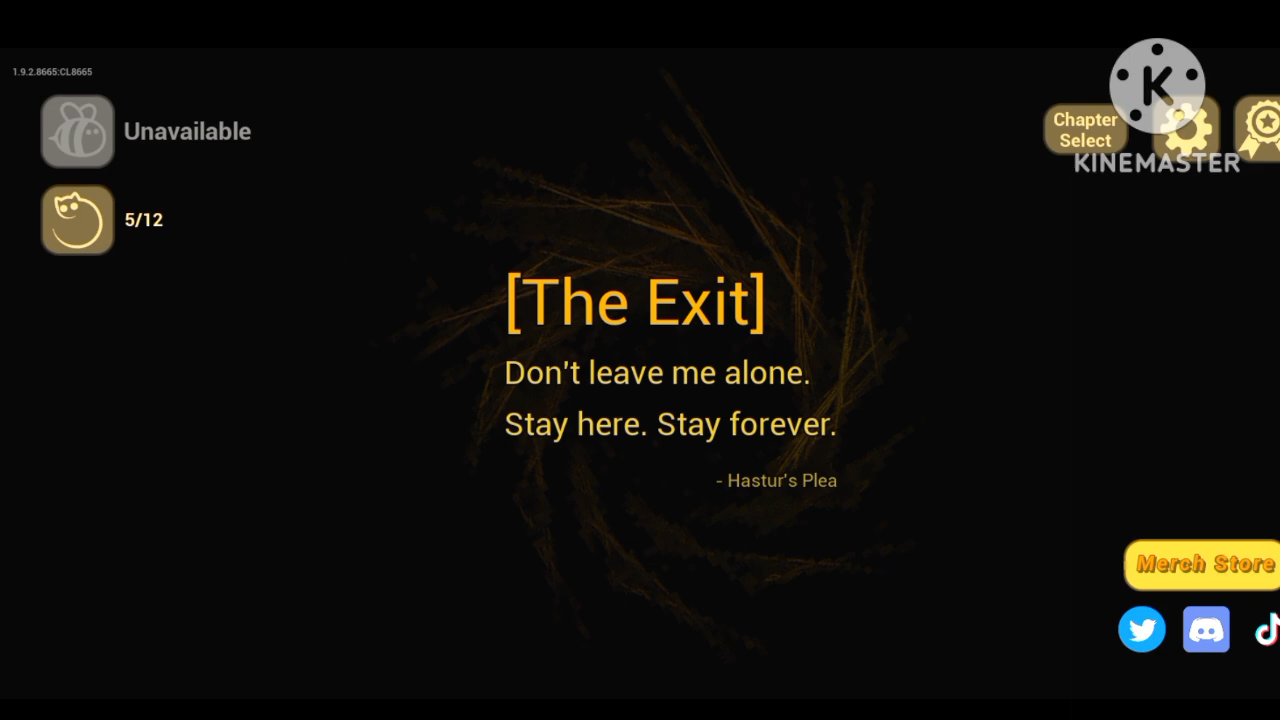 1.9.2.8665:CL8665
Unavailable
Chapter
Select
K
KINEMASTER
5/12
[The Exit]
Don't leave me alone.
Stay here. Stay forever.
- Hastur's Plea
Merch Store